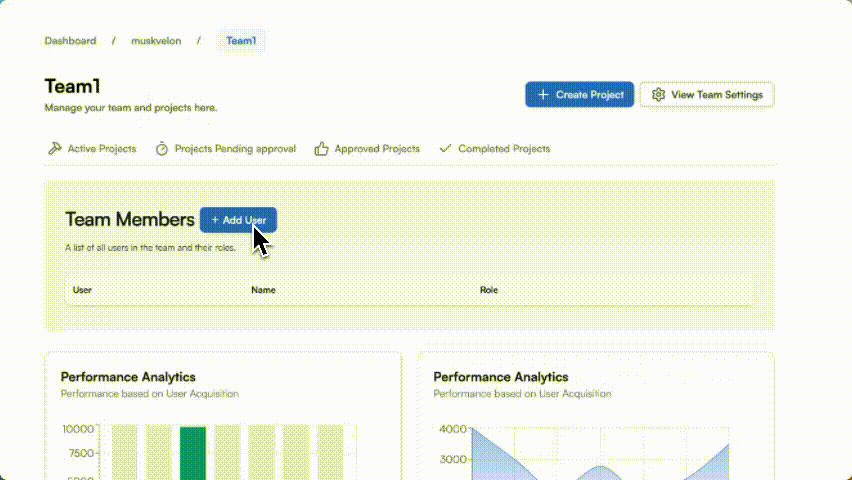 Dashboard / muskvelon / Team1
Team1
Manage your team and projects here.
+ Create Project
View Team Settings
Active Projects
Projects Pending approval
Approved Projects
Completed Projects
Team Members
+ Add User
A list of all users in the team and their roles.
User Name Role
Performance Analytics
Performance based on User Acquisition
10000
7500
Performance Analytics
Performance based on User Acquisition
4000
3000